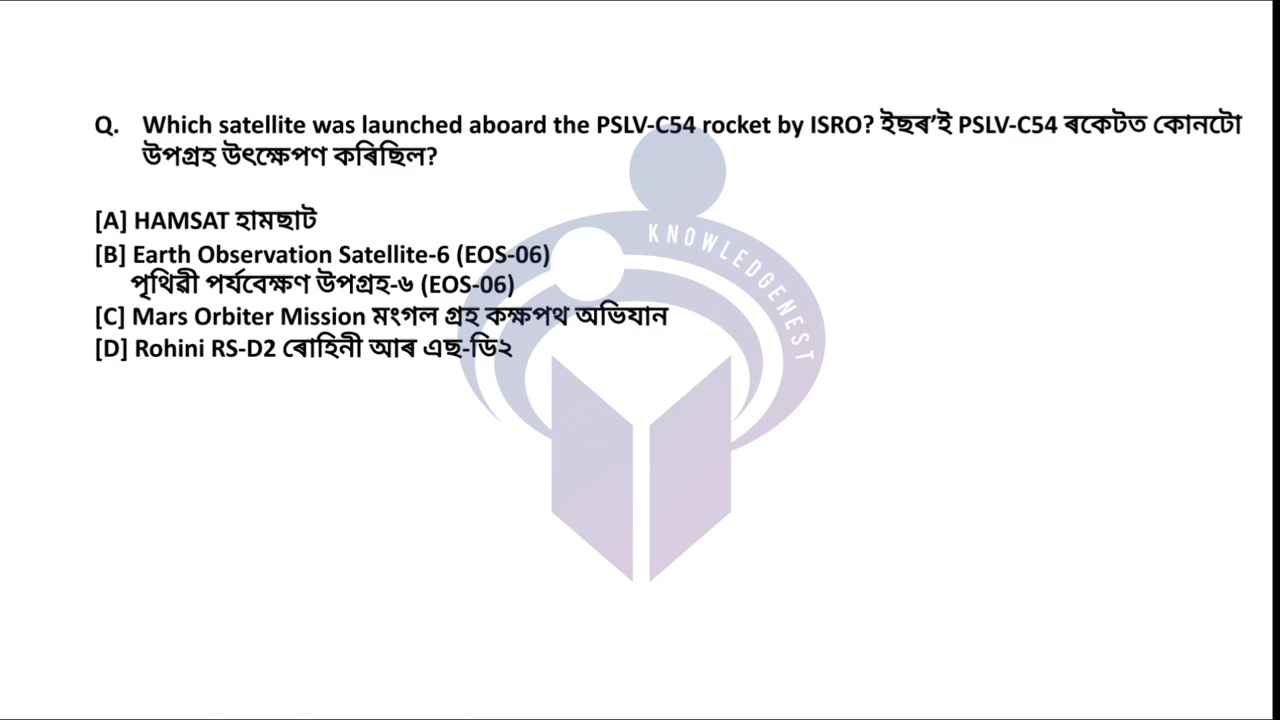 Q. Which satellite was launched aboard the PSLV-C54 rocket by ISRO? ইছৰ’ই PSLV-C54 ৰকেটত কোনটো
উপগ্ৰহ উৎক্ষেপণ কৰিছিল?
[A] HAMSAT হামছাট
[B] Earth Observation Satellite-6 (EOS-06)
পৃথিৱী পৰ্যবেক্ষণ উপগ্ৰহ-৬ (EOS-06)
[C] Mars Orbiter Mission মংগল গ্ৰহ কক্ষপথ অভিযান
[D] Rohini RS-D2 ৰোহিনী আৰ এছ-ডি২
KNOWLEDGENEST